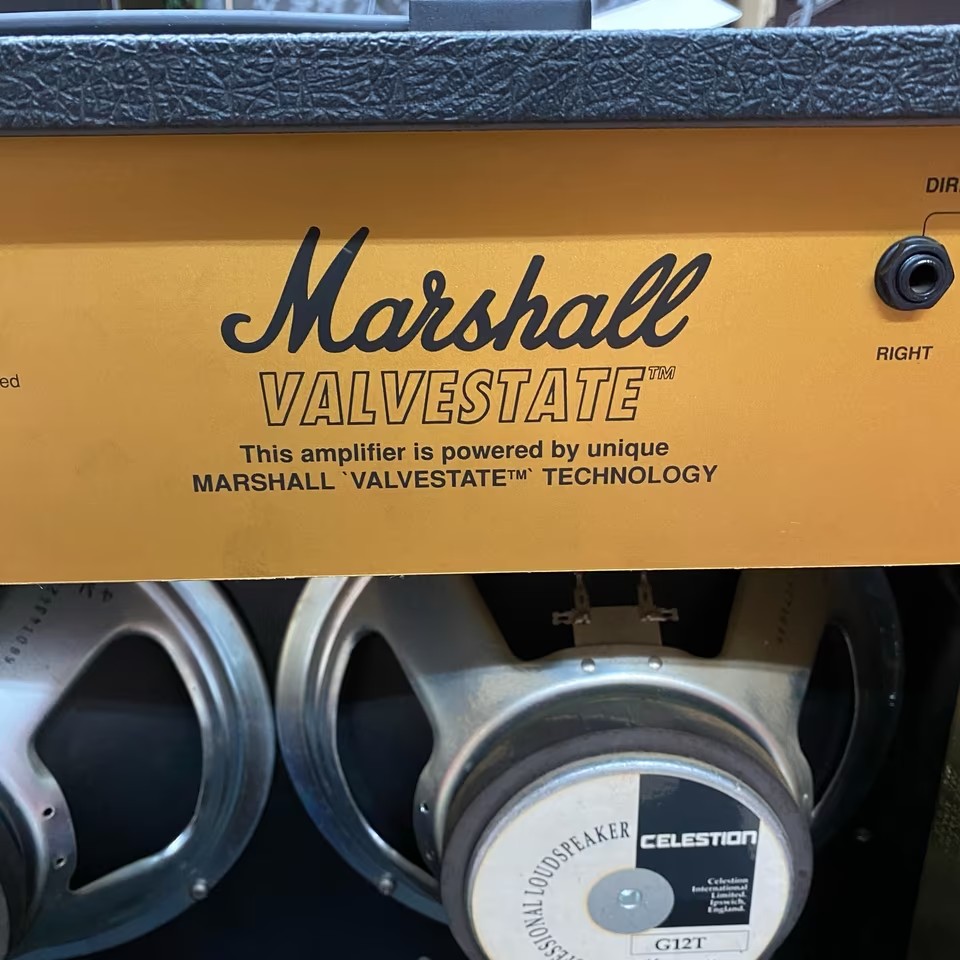 DIR
Marshall
RIGHT
ed
VALVESTATE™
This amplifier is powered by unique
MARSHALL `VALVESTATE™` TECHNOLOGY
CELESTION
Celestion
International
Limited.
Ipswich,
England.
FESSIONAL LOUDSPEAKER
G12T